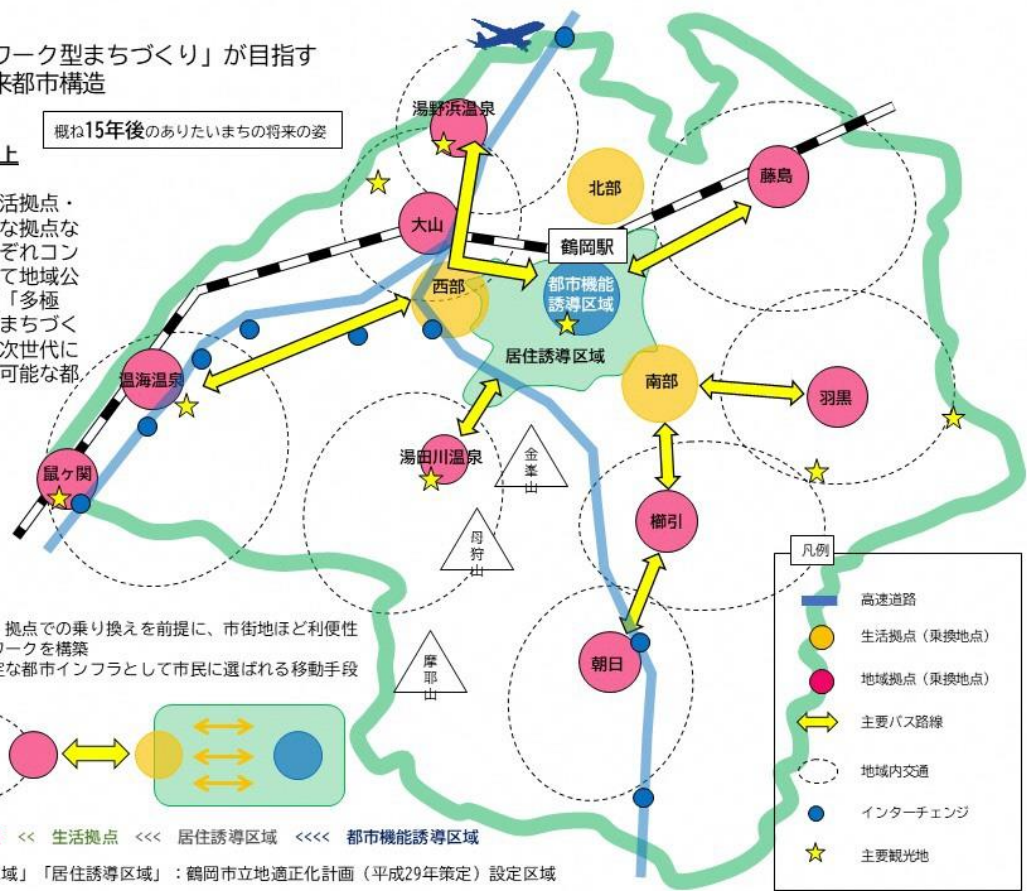 ワーク型まちづくり」が目指す
来都市構造
概ね15年後のありたいまちの将来の姿
上
活拠点・
な拠点な
ぞれコン
て地域公
「多極
まちづく
次世代に
可能な都
湯野浜温泉
大山
北部
藤島
鶴岡駅
西部
都市機能
誘導区域
居住誘導区域
温海温泉
南部
羽黒
鼠ヶ関
湯田川温泉
金峯山
櫛引
母狩山
朝日
摩耶山
拠点での乗り換えを前提に、市街地ほど利便性
ワークを構築
定な都市インフラとして市民に選ばれる移動手段
<< 生活拠点 <<< 居住誘導区域 <<<< 都市機能誘導区域
域」「居住誘導区域」：鶴岡市立地適正化計画（平成29年策定）設定区域
凡例
高速道路
生活拠点（乗換地点）
地域拠点（乗換地点）
主要バス路線
地域内交通
インターチェンジ
主要観光地